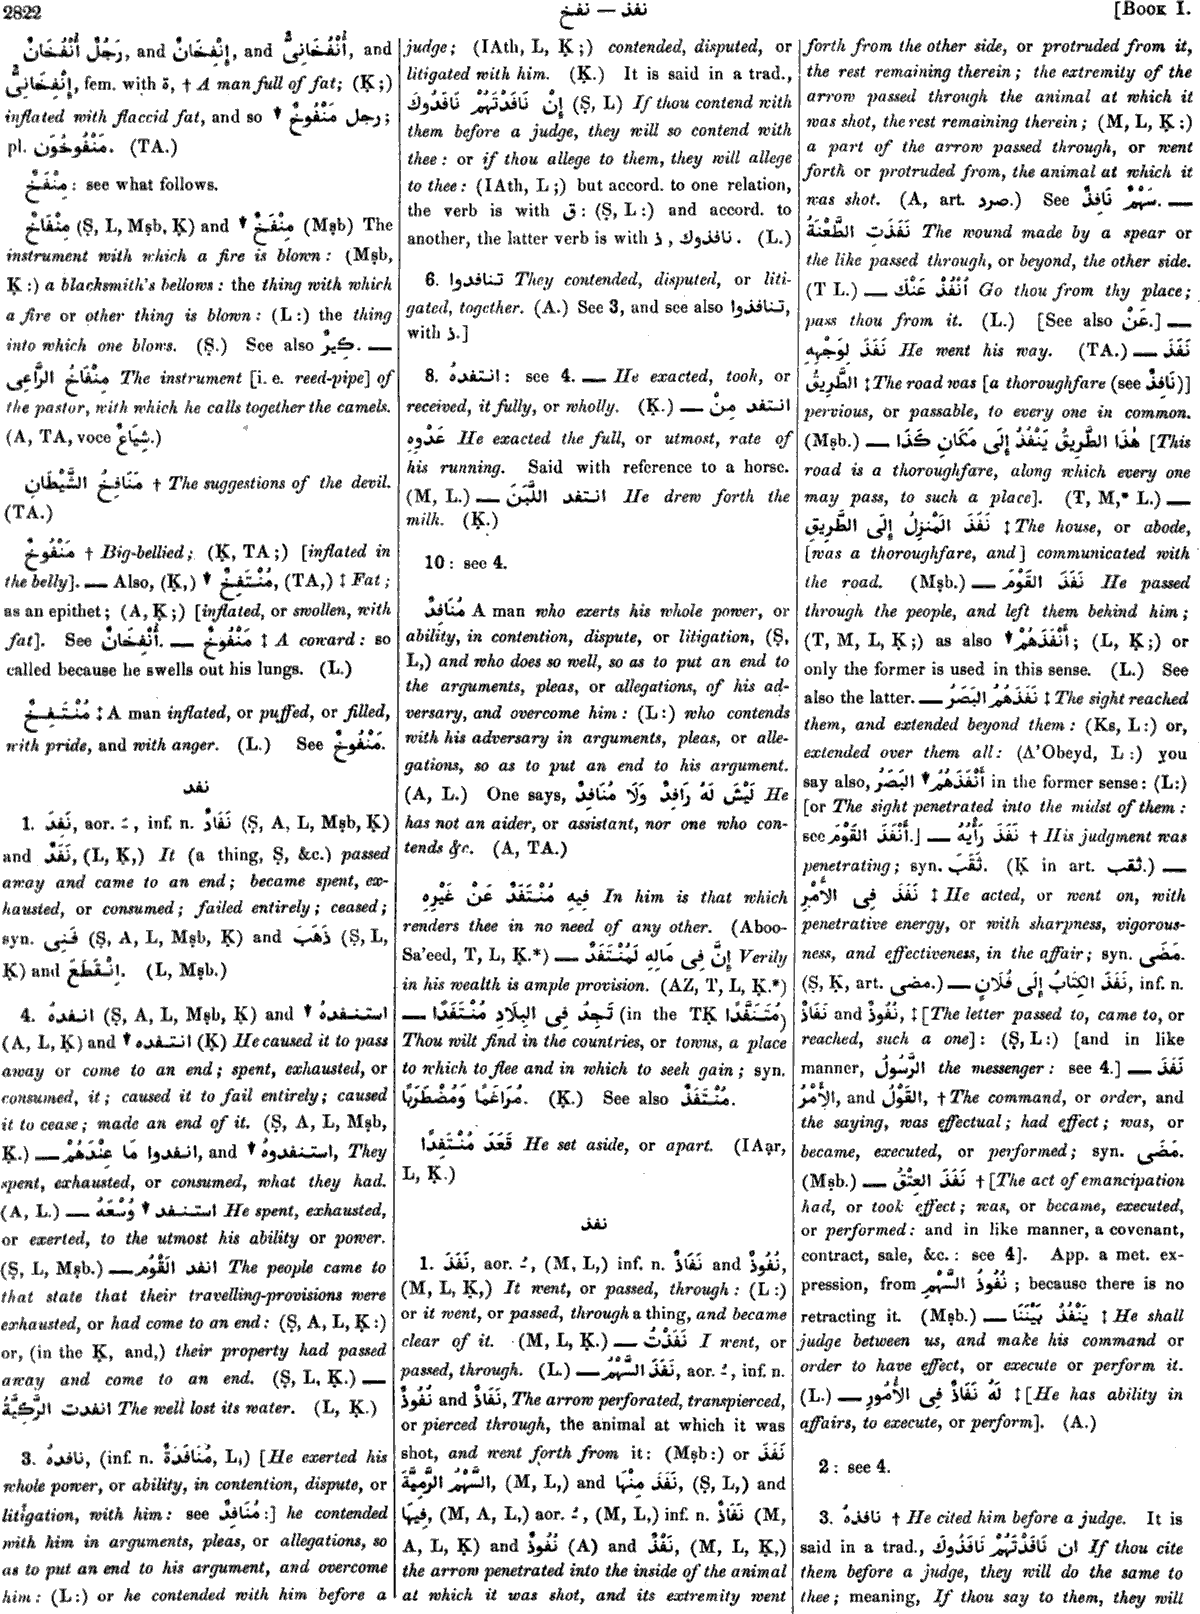 2822
نفخ — نفذ
[Book I.
رَجُلٌ أُنْفُخَانٌ, and إِنْفِخَانٌ, and أُنْفُخَانِىٌّ, and
إِنْفِخَانِىٌّ, fem. with ة, † A man full of fat; (Ḳ;)
inflated with flaccid fat, and so ▾ رجل مَنْفُوخٌ;
pl. مَنْفُوخُونَ. (TA.)
مِنْفَخٌ: see what follows.
مِنْفَاخٌ (Ṣ, L, Mṣb, Ḳ) and ▾ مِنْفَخٌ (Mṣb) The
instrument with which a fire is blown: (Mṣb,
Ḳ:) a blacksmith's bellows: the thing with which
a fire or other thing is blown: (L:) the thing
into which one blows. (Ṣ.) See also كِيرٌ. —
مِنْفَاخُ الرَّاعِى The instrument [i. e. reed-pipe] of
the pastor, with which he calls together the camels.
(A, TA, voce شِيَاعٌ.)
مَنَافِخُ الشَّيْطَانِ † The suggestions of the devil.
(TA.)
مَنْفُوخٌ † Big-bellied; (Ḳ, TA;) [inflated in
the belly]. — Also, (Ḳ,) ▾ مُنْتَفِخٌ, (TA,) ‡ Fat;
as an epithet; (A, Ḳ;) [inflated, or swollen, with
fat]. See أُنْفُخَانٌ. — مَنْفُوخٌ ‡ A coward: so
called because he swells out his lungs. (L.)
مُنْتَفِخٌ ‡ A man inflated, or puffed, or filled,
with pride, and with anger. (L.) See مَنْفُوخٌ.
نفد
1. نَفِدَ, aor. ـَ, inf. n. نَفَادٌ (Ṣ, A, L, Mṣb, Ḳ)
and نَفَدٌ, (L, Ḳ,) It (a thing, Ṣ, &c.) passed
away and came to an end; became spent, ex-
hausted, or consumed; failed entirely; ceased;
syn. فَنِىَ (Ṣ, A, L, Mṣb, Ḳ) and ذَهَبَ (Ṣ, L,
Ḳ) and انْقَطَعَ. (L, Mṣb.)
4. انفدهُ (Ṣ, A, L, Mṣb, Ḳ) and ▾ استنفدهُ
(A, L, Ḳ) and ▾ انتفده (Ḳ) He caused it to pass
away or come to an end; spent, exhausted, or
consumed, it; caused it to fail entirely; caused
it to cease; made an end of it. (Ṣ, A, L, Mṣb,
Ḳ.) — انفدوا مَا عِنْدَهُمْ, and ▾ استنفدوهُ, They
spent, exhausted, or consumed, what they had.
(A, L.) — استنفد ▾ وُسْعَهُ He spent, exhausted,
or exerted, to the utmost his ability or power.
(Ṣ, L, Mṣb.) — انفد القَوْمُ The people came to
that state that their travelling-provisions were
exhausted, or had come to an end: (Ṣ, A, L, Ḳ:)
or, (in the Ḳ, and,) their property had passed
away and come to an end. (Ṣ, L, Ḳ.) —
انفدت الرَّكِيَّةُ The well lost its water. (L, Ḳ.)
3. نافدهُ, (inf. n. مُنَافَدَةٌ, L,) [He exerted his
whole power, or ability, in contention, dispute, or
litigation, with him: see مُنَافِدٌ:] he contended
with him in arguments, pleas, or allegations, so
as to put an end to his argument, and overcome
him: (L:) or he contended with him before a
judge; (IAth, L, Ḳ;) contended, disputed, or
litigated with him. (Ḳ.) It is said in a trad.,
إِنْ نَافَدْتَهُمْ نَافَدُوكَ (Ṣ, L) If thou contend with
them before a judge, they will so contend with
thee: or if thou allege to them, they will allege
to thee: (IAth, L;) but accord. to one relation,
the verb is with ق: (Ṣ, L:) and accord. to
another, the latter verb is with ذ, نافذوك. (L.)
6. تنافدوا They contended, disputed, or liti-
gated, together. (A.) See 3, and see also تنافذوا,
with ذ.]
8. انتفدهُ: see 4. — He exacted, took, or
received, it fully, or wholly. (Ḳ.) — انتفد مِنْ
عَدْوِهِ He exacted the full, or utmost, rate of
his running. Said with reference to a horse.
(M, L.) — انتفد اللَّبَنَ He drew forth the
milk. (Ḳ.)
10: see 4.
مُنَافِدٌ A man who exerts his whole power, or
ability, in contention, dispute, or litigation, (Ṣ,
L,) and who does so well, so as to put an end to
the arguments, pleas, or allegations, of his ad-
versary, and overcome him: (L:) who contends
with his adversary in arguments, pleas, or alle-
gations, so as to put an end to his argument.
(A, L.) One says, لَيْسَ لَهُ رَافِدٌ وَلَا مُنَافِدٌ He
has not an aider, or assistant, nor one who con-
tends &c. (A, TA.)
فِيهِ مُنْتَفَدٌ عَنْ غَيْرِهِ In him is that which
renders thee in no need of any other. (Aboo-
Sa'eed, T, L, Ḳ.*) — إِنَّ فِى مَالِهِ لَمُنْتَفَدًا Verily
in his wealth is ample provision. (AZ, T, L, Ḳ.*)
— تَجِدُ فِى البِلَادِ مُنْتَفَدًا (in the TḲ مُتَنَفَّدًا)
Thou wilt find in the countries, or towns, a place
to which to flee and in which to seek gain; syn.
مُرَاغَمًا وَمُضْطَرَبًا. (Ḳ.) See also مُنْتَفَذٌ.
قَعَدَ مُنْتَفِدًا He set aside, or apart. (IAạr,
L, Ḳ.)
نفذ
1. نَفَذَ, aor. ـُ, (M, L,) inf. n. نَفَاذٌ and نُفُوذٌ,
(M, L, Ḳ,) It went, or passed, through: (L:)
or it went, or passed, through a thing, and became
clear of it. (M, L, Ḳ.) — نَفَذْتُ I went, or
passed, through. (L.) — نَفَذَ السَّهْمُ, aor. ـُ, inf. n.
نُفُوذٌ and نَفَاذٌ, The arrow perforated, transpierced,
or pierced through, the animal at which it was
shot, and went forth from it: (Mṣb:) or نَفَذَ
السَّهْمُ الرَّمِيَّةَ, (M, L,) and نَفَذَ مِنْهَا, (Ṣ, L,) and
فِيهَا, (M, A, L,) aor. ـُ, (M, L,) inf. n. نَفَاذٌ (M,
A, L, Ḳ) and نُفُوذٌ (A) and نَفْذٌ, (M, L, Ḳ,)
the arrow penetrated into the inside of the animal
at which it was shot, and its extremity went
forth from the other side, or protruded from it,
the rest remaining therein; the extremity of the
arrow passed through the animal at which it
was shot, the rest remaining therein; (M, L, Ḳ:)
a part of the arrow passed through, or went
forth or protruded from, the animal at which it
was shot. (A, art. صرد.) See سَهْمٌ نَافِذٌ. —
نَفَذَتِ الطَّعْنَةُ The wound made by a spear or
the like passed through, or beyond, the other side.
(T L.) — اُنْفُذْ عَنْكَ Go thou from thy place;
pass thou from it. (L.) [See also عَنْ.] —
نَفَذَ لِوَجْهِهِ He went his way. (TA.) — نَفَذَ
الطَّرِيقُ ‡ The road was [a thoroughfare (see نَافِذٌ)]
pervious, or passable, to every one in common.
(Mṣb.) — هٰذَا الطَّرِيقُ يَنْفُذُ إِلَى مَكَانِ كَذَا [This
road is a thoroughfare, along which every one
may pass, to such a place]. (T, M,* L.) —
نَفَذَ المَنْزِلُ إِلَى الطَّرِيقِ ‡ The house, or abode,
[was a thoroughfare, and] communicated with
the road. (Mṣb.) — نَفَذَ القَوْمَ He passed
through the people, and left them behind him;
(T, M, L, Ḳ;) as also ▾ أَنْفَذَهُمْ; (L, Ḳ;) or
only the former is used in this sense. (L.) See
also the latter. — نَفَذَهُمُ البَصَرُ ‡ The sight reached
them, and extended beyond them: (Ks, L:) or,
extended over them all: (A'Obeyd, L:) you
say also, أَنْفَذَهُمُ ▾ البَصَرُ in the former sense: (L:)
[or The sight penetrated into the midst of them:
see أَنْفَذَ القَوْمَ.] — نَفَذَ رَأْيُهُ † His judgment was
penetrating; syn. ثَقَبَ. (Ḳ in art. ثقب.) —
نَفَذَ فِى الأَمْرِ ‡ He acted, or went on, with
penetrative energy, or with sharpness, vigorous-
ness, and effectiveness, in the affair; syn. مَضَى.
(Ṣ, Ḳ, art. مضى.) — نَفَذَ الكِتَابُ إِلَى فُلَانٍ, inf. n.
نَفَاذٌ and نُفُوذٌ, ‡ [The letter passed to, came to, or
reached, such a one]: (Ṣ, L:) [and in like
manner, الرَّسُولُ the messenger: see 4.] — نَفَذَ
الأَمْرُ, and القَوْلُ, † The command, or order, and
the saying, was effectual; had effect; was, or
became, executed, or performed; syn. مَضَى.
(Mṣb.) — نَفَذَ العِتْقُ † [The act of emancipation
had, or took effect; was, or became, executed,
or performed: and in like manner, a covenant,
contract, sale, &c.: see 4]. App. a met. ex-
pression, from نُفُوذُ السَّهْمِ; because there is no
retracting it. (Mṣb.) — يَنْفُذُ بَيْنَنَا ‡ He shall
judge between us, and make his command or
order to have effect, or execute or perform it.
(L.) — لَهُ نَفَاذٌ فِى الأُمُورِ ‡ [He has ability in
affairs, to execute, or perform]. (A.)
2: see 4.
3. نافذهُ † He cited him before a judge. It is
said in a trad., ان نَافَذْتَهُمْ نَافَذُوكَ If thou cite
them before a judge, they will do the same to
thee; meaning, If thou say to them, they will